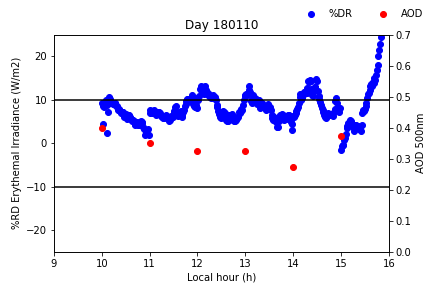 %DR AOD
Day 180110
%RD Erythemal Irradiance (W/m2)
20
10
0
−10
−20
0.7
0.6
0.5
0.4
0.3
0.2
0.1
0.0
AOD 500nm
9 10 11 12 13 14 15 16
Local hour (h)